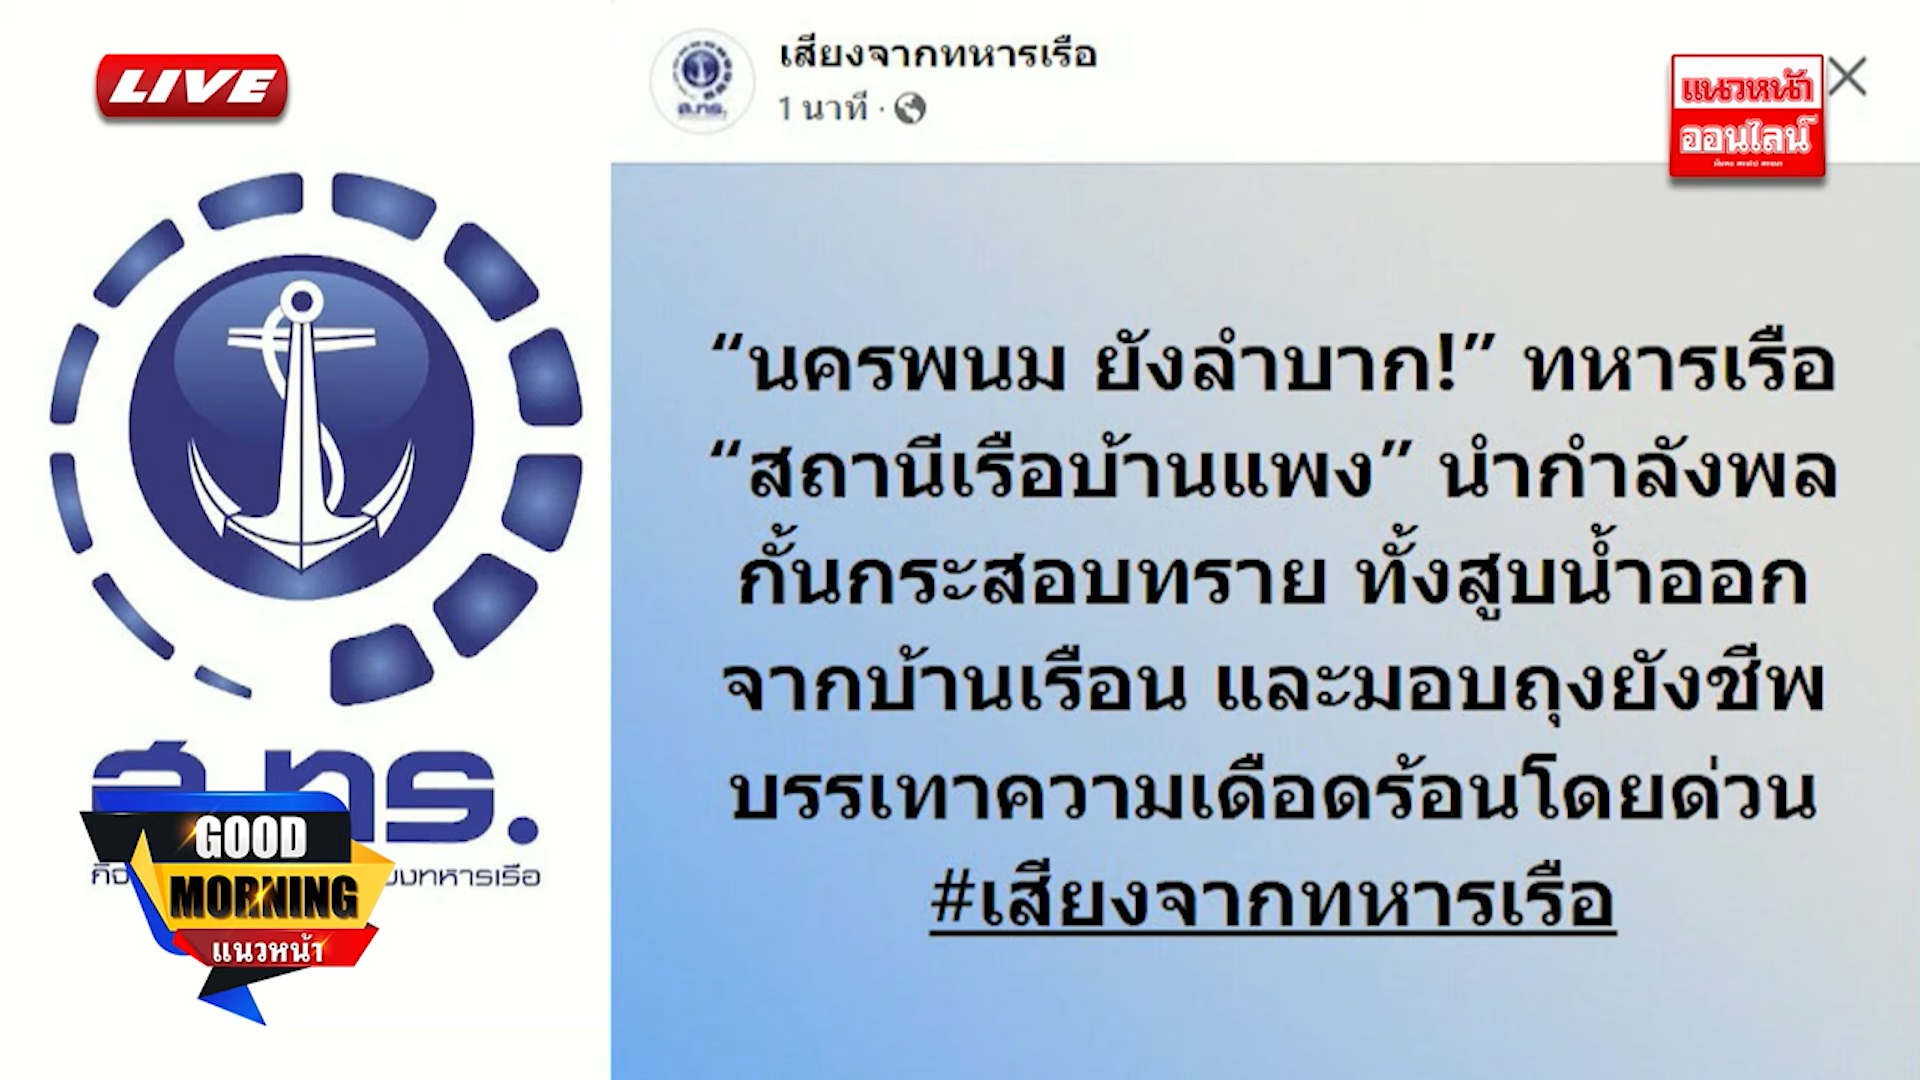 LIVE
เสียงจากทหารเรือ
1 นาที ·
แนวหน้า
ออนไลน์
“นครพนม ยังลำบาก!” ทหารเรือ
“สถานีเรือบ้านแพง” นำกำลังพล
กั้นกระสอบทราย ทั้งสูบน้ำออก
จากบ้านเรือน และมอบถุงยังชีพ
บรรเทาความเดือดร้อนโดยด่วน
#เสียงจากทหารเรือ
ส.ทร.
GOOD
MORNING
แนวหน้า